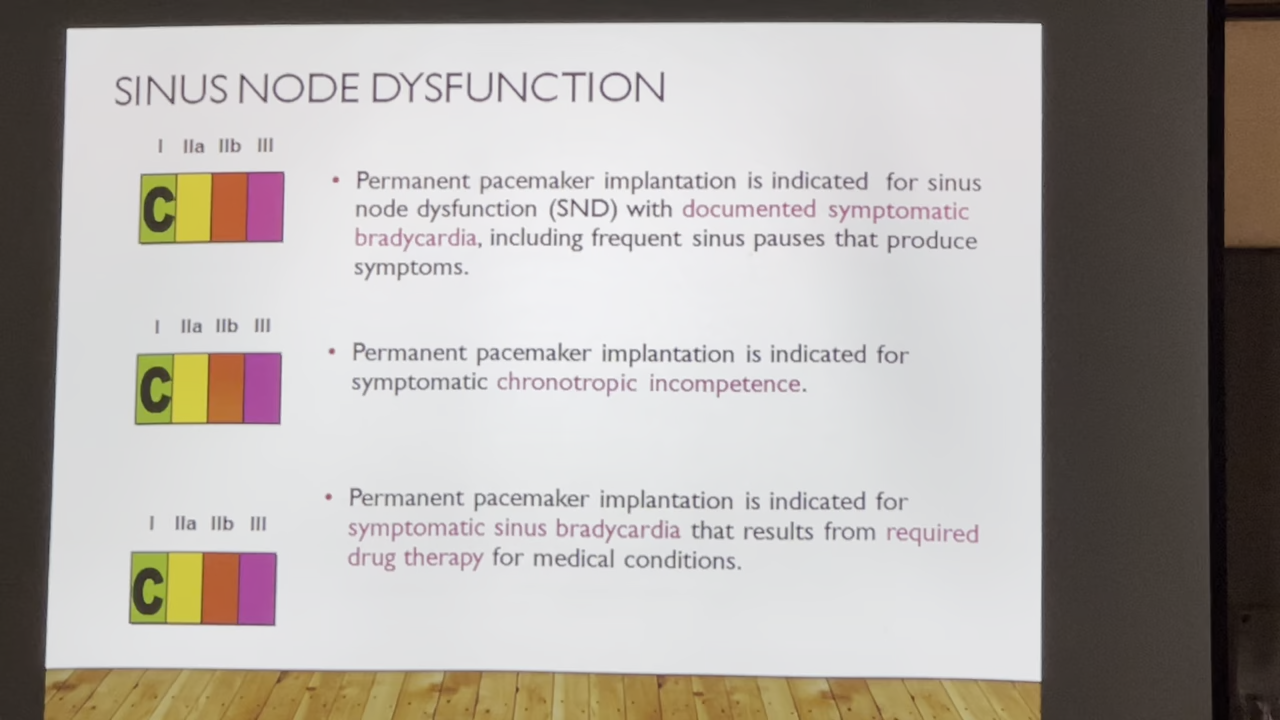 SINUS NODE DYSFUNCTION
I IIa IIb III
C
• Permanent pacemaker implantation is indicated for sinus
node dysfunction (SND) with documented symptomatic
bradycardia, including frequent sinus pauses that produce
symptoms.
I IIa IIb III
C
• Permanent pacemaker implantation is indicated for
symptomatic chronotropic incompetence.
I IIa IIb III
C
• Permanent pacemaker implantation is indicated for
symptomatic sinus bradycardia that results from required
drug therapy for medical conditions.